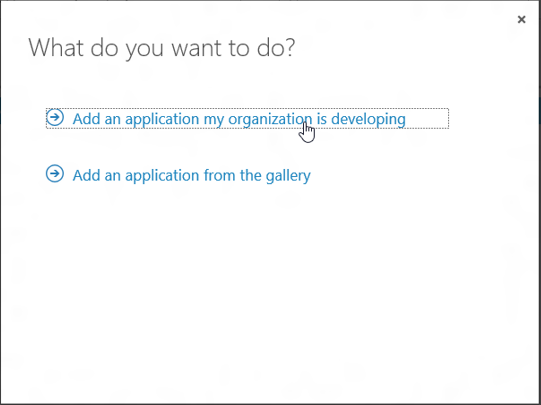 What do you want to do?
Add an application my organization is developing
Add an application from the gallery